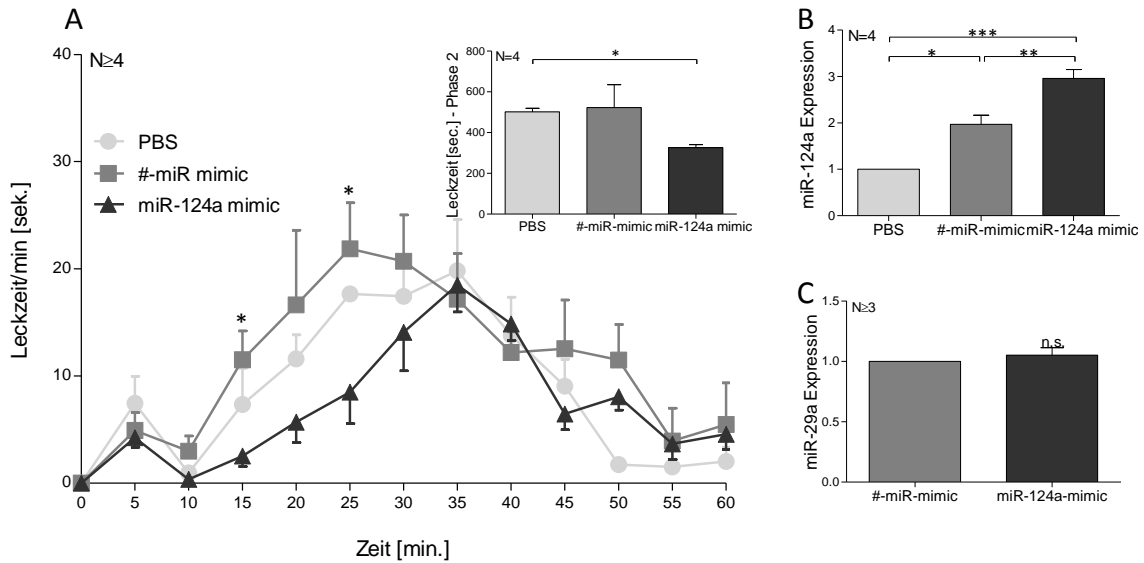 A
N≥4
PBS
#-miR mimic
miR-124a mimic
Leckzeit/min [sek.]
40
30
20
10
0
*
*
0 5 10 15 20 25 30 35 40 45 50 55 60
Zeit [min.]
N=4
*
Leckzeit [sec.] - Phase 2
800
600
400
200
0
PBS #-miR-mimic miR-124a mimic
B
N=4
***
* **
miR-124a Expression
4
3
2
1
0
PBS #-miR-mimic miR-124a mimic
C
N≥3
n.s.
miR-29a Expression
1.5
1.0
0.5
0.0
#-miR-mimic miR-124a-mimic